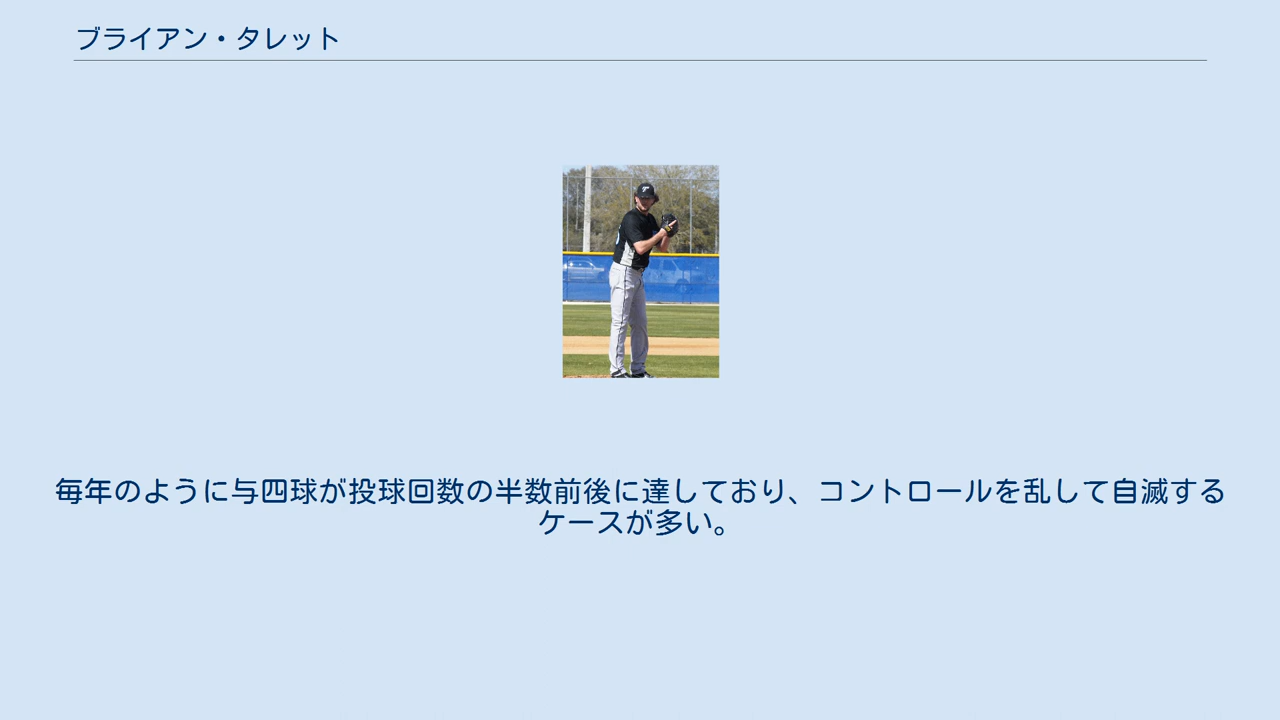 ブライアン・タレット
毎年のように与四球が投球回数の半数前後に達しており、コントロールを乱して自滅する
ケースが多い。